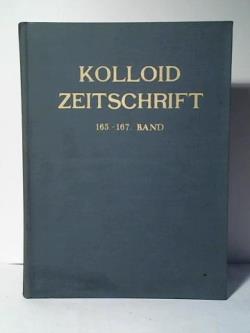 KOLLOID
ZEITSCHRIFT
165.-167. BAND